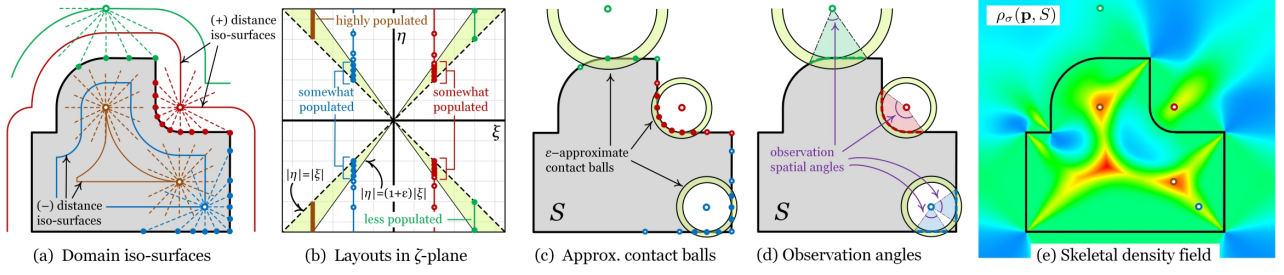 (+) distance
iso-surfaces
(−) distance
iso-surfaces
(a) Domain iso-surfaces
highly populated
η
somewhat
populated
somewhat
populated
ξ
|η|=|ξ|
|η|=(1+ε)|ξ|
less populated
(b) Layouts in ζ-plane
ε−approximate
contact balls
S
(c) Approx. contact balls
observation
spatial angles
S
(d) Observation angles
ρσ(p, S)
(e) Skeletal density field